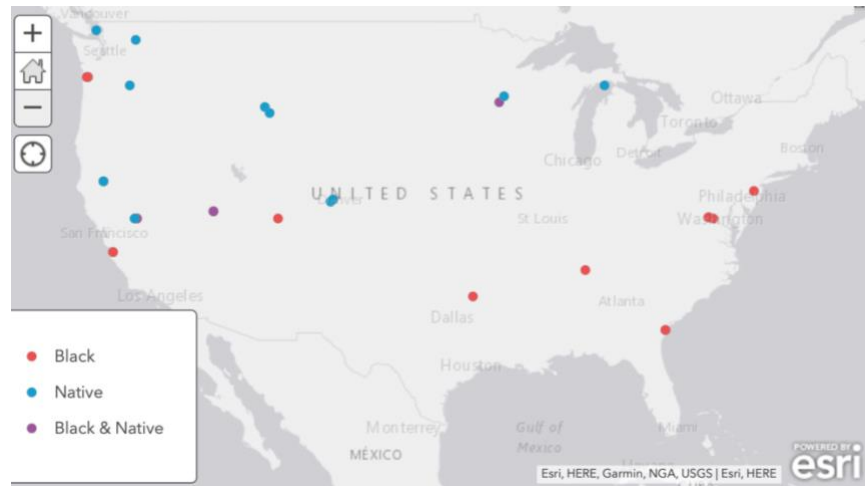 Vancouver
Seattle
Ottawa
Toronto
Boston
Chicago
Detroit
UNITED STATES
Denver
Philadelphia
St Louis
Washington
San Francisco
Los Angeles
Atlanta
Dallas
Houston
Black
Native
Black & Native
Monterrey
Gulf of
Mexico
Miami
MÉXICO
Esri, HERE, Garmin, NGA, USGS | Esri, HERE
POWERED BY
esri